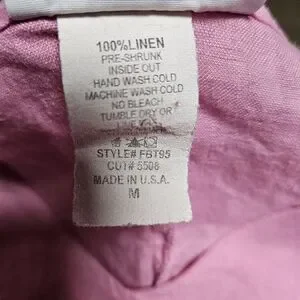 100%LINEN
PRE-SHRUNK
INSIDE OUT
HAND WASH COLD
MACHINE WASH COLD
NO BLEACH
TUMBLE DRY OR
LINE
STYLE# FBT95
CUT# 5508
MADE IN U.S.A.
M